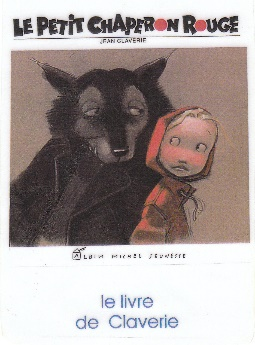 LE PETIT CHAPERON ROUGE
JEAN CLAVERIE
ALBIN MICHEL JEUNESSE
le livre
de Claverie